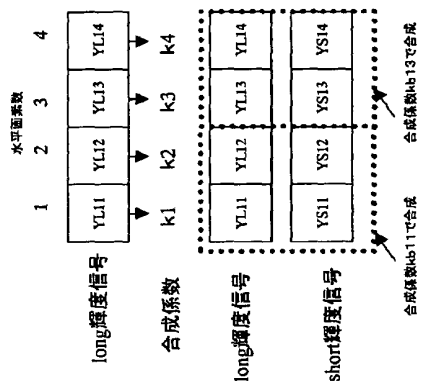 水平画素数
1 2 3 4
long輝度信号 YL11 YL12 YL13 YL14
合成係数 k1 k2 k3 k4
long輝度信号 YL11 YL12 YL13 YL14
short輝度信号 YS11 YS12 YS13 YS14
合成係数kb11で合成 合成係数kb13で合成